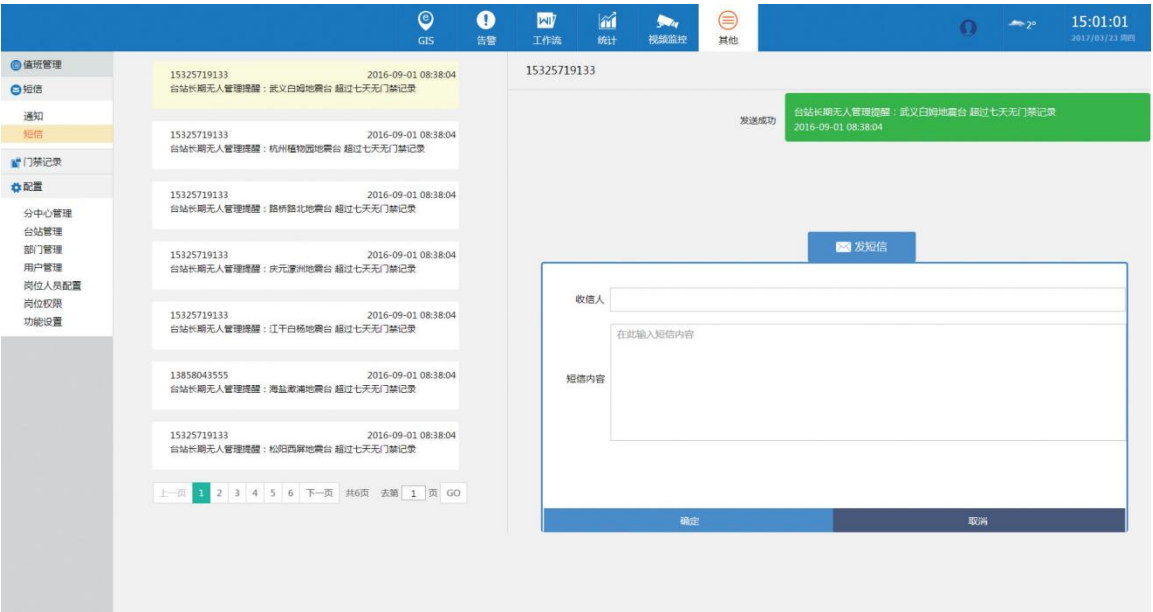 GIS
告警
工作流
统计
视频监控
其他
2°
15:01:01
2017/03/23 周四
值班管理
短信
通知
短信
门禁记录
配置
分中心管理
台站管理
部门管理
用户管理
岗位人员配置
岗位权限
功能设置
15325719133 2016-09-01 08:38:04
台站长期无人管理提醒：武义白姆地震台 超过七天无门禁记录
15325719133 2016-09-01 08:38:04
台站长期无人管理提醒：杭州植物园地震台 超过七天无门禁记录
15325719133 2016-09-01 08:38:04
台站长期无人管理提醒：路桥路北地震台 超过七天无门禁记录
15325719133 2016-09-01 08:38:04
台站长期无人管理提醒：庆元濛洲地震台 超过七天无门禁记录
15325719133 2016-09-01 08:38:04
台站长期无人管理提醒：江干白杨地震台 超过七天无门禁记录
13858043555 2016-09-01 08:38:04
台站长期无人管理提醒：海盐澉浦地震台 超过七天无门禁记录
15325719133 2016-09-01 08:38:04
台站长期无人管理提醒：松阳西屏地震台 超过七天无门禁记录
上一页 1 2 3 4 5 6 下一页 共6页 去第 1 页 GO
15325719133
发送成功
台站长期无人管理提醒：武义白姆地震台 超过七天无门禁记录
2016-09-01 08:38:04
发短信
收信人
在此输入短信内容
短信内容
确定
取消